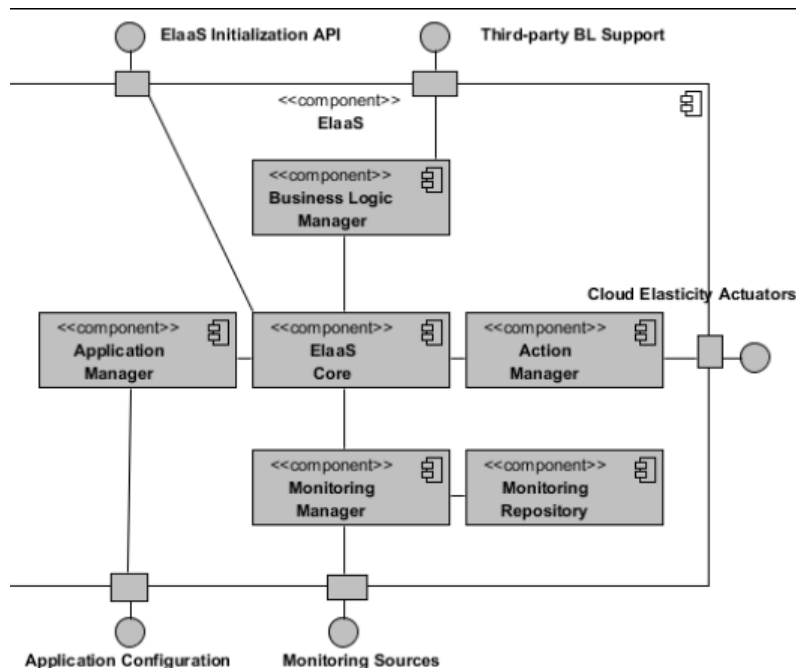 ElaaS Initialization API
Third-party BL Support
<<component>>
ElaaS
<<component>>
Business Logic
Manager
Cloud Elasticity Actuators
<<component>>
Application
Manager
<<component>>
ElaaS
Core
<<component>>
Action
Manager
<<component>>
Monitoring
Manager
<<component>>
Monitoring
Repository
Application Configuration
Monitoring Sources